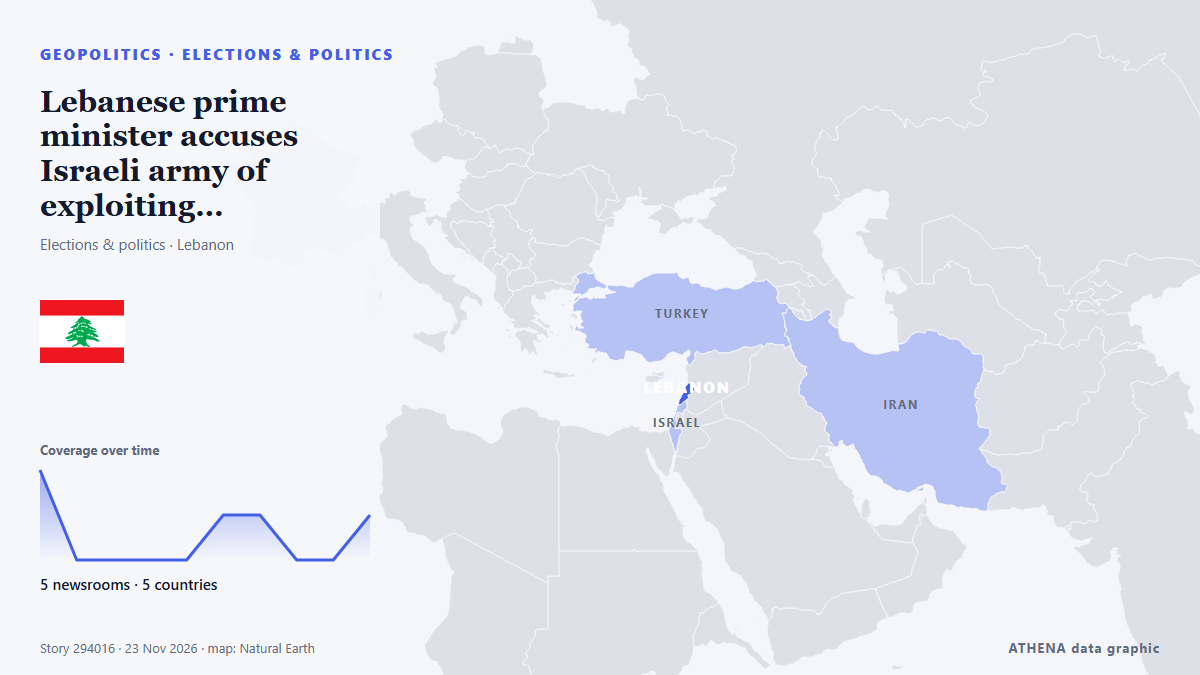 GEOPOLITICS · ELECTIONS & POLITICS
Lebanese prime
minister accuses
Israeli army of
exploiting...
Elections & politics · Lebanon
TURKEY
LEBANON
IRAN
ISRAEL
Coverage over time
5 newsrooms · 5 countries
Story 294016 · 23 Nov 2026 · map: Natural Earth
ATHENA data graphic